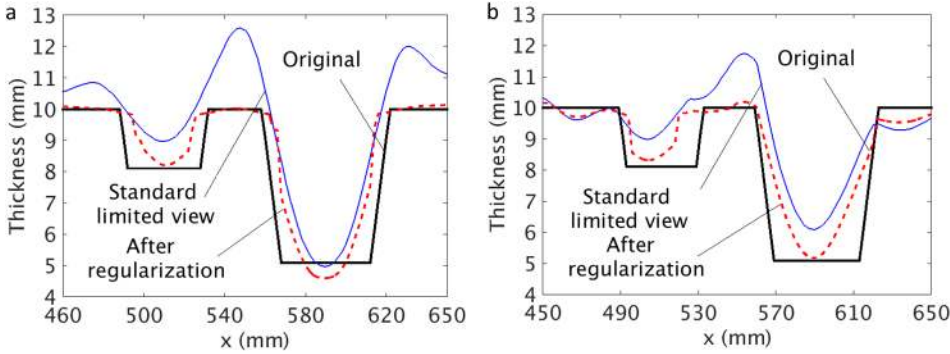 a
13
12
11
10
9
8
7
6
5
4
Thickness (mm)
Original
Standard
limited view
After
regularization
460
500
540
580
620
650
x (mm)
b
13
12
11
10
9
8
7
6
5
4
Thickness (mm)
Original
Standard
limited view
After
regularization
450
490
530
570
610
650
x (mm)